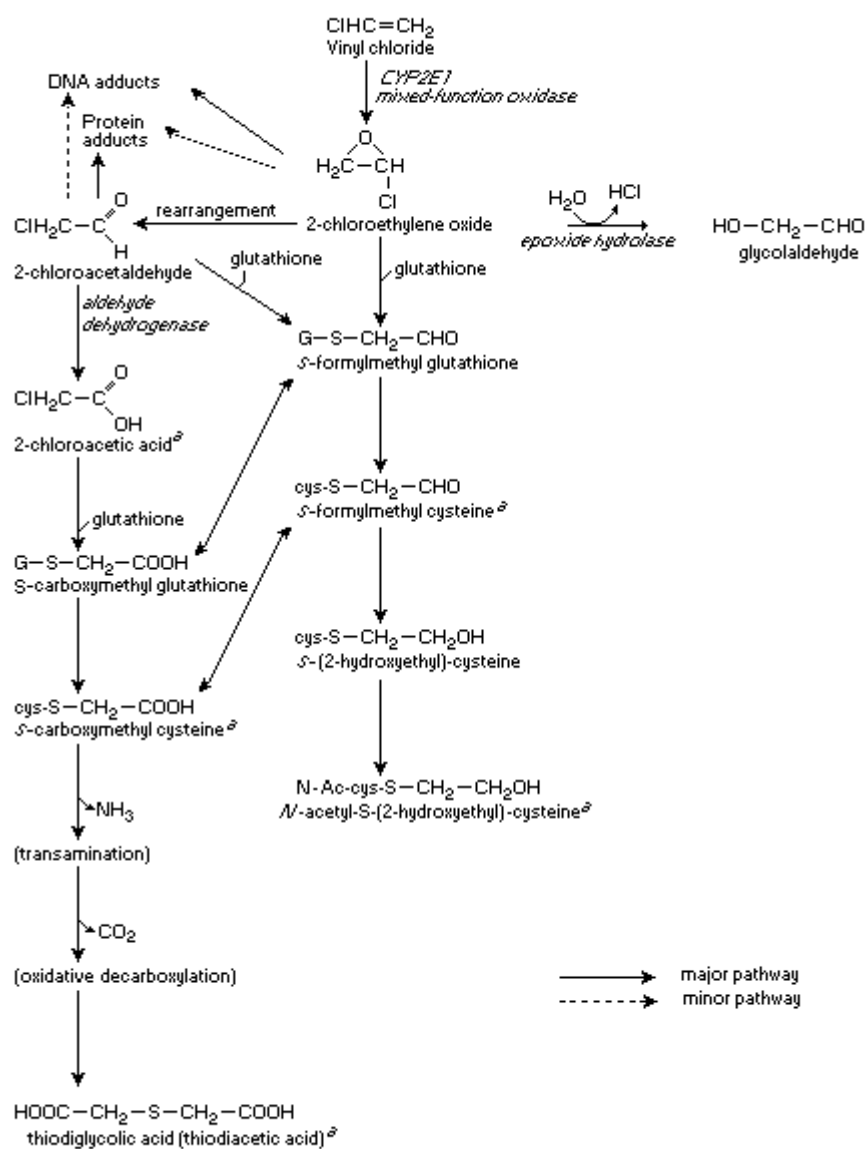 ClHC=CH₂
Vinyl chloride
CYP2E1
mixed-function oxidase
DNA adducts
Protein
adducts
O
H₂C—CH
Cl
2-chloroethylene oxide
rearrangement
O
ClH₂C—C
H
2-chloroacetaldehyde
H₂O
HCl
epoxide hydrolase
HO—CH₂—CHO
glycolaldehyde
glutathione
glutathione
aldehyde
dehydrogenase
G—S—CH₂—CHO
S-formylmethyl glutathione
O
ClH₂C—C
OH
2-chloroacetic acidᵃ
glutathione
cys-S—CH₂—CHO
S-formylmethyl cysteineᵃ
G—S—CH₂—COOH
S-carboxymethyl glutathione
cys-S—CH₂—CH₂OH
S-(2-hydroxyethyl)-cysteine
cys-S—CH₂—COOH
S-carboxymethyl cysteineᵃ
N-Ac-cys-S—CH₂—CH₂OH
N-acetyl-S-(2-hydroxyethyl)-cysteineᵃ
NH₃
(transamination)
CO₂
(oxidative decarboxylation)
major pathway
minor pathway
HOOC—CH₂—S—CH₂—COOH
thiodiglycolic acid (thiodiacetic acid)ᵃ